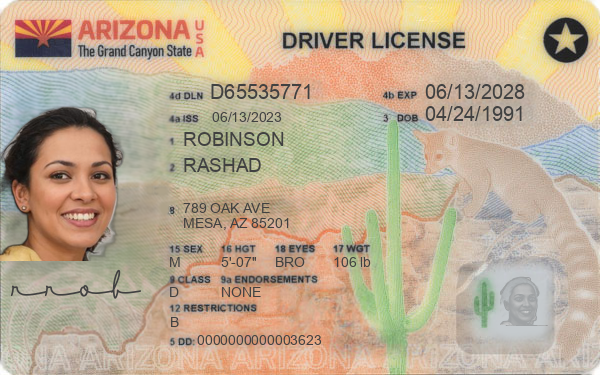 ARIZONA USA
The Grand Canyon State
DRIVER LICENSE
4d DLN D65535771 4b EXP 06/13/2028
4a ISS 06/13/2023 3 DOB 04/24/1991
1 ROBINSON
2 RASHAD
8 789 OAK AVE
MESA, AZ 85201
15 SEX 16 HGT 18 EYES 17 WGT
M 5'-07" BRO 106 lb
9 CLASS 9a ENDORSEMENTS
D NONE
12 RESTRICTIONS
B
5 DD: 0000000000003623
rrob
ARIZONA ARIZONA ARIZONA ARIZONA